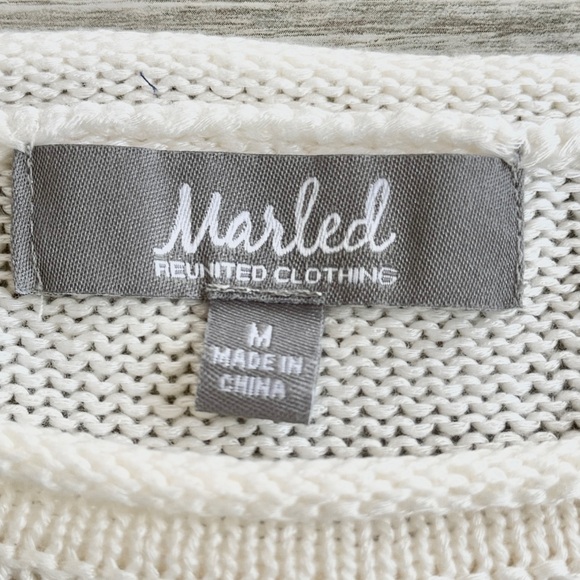 Marled
REUNITED CLOTHING
M
MADE IN
CHINA